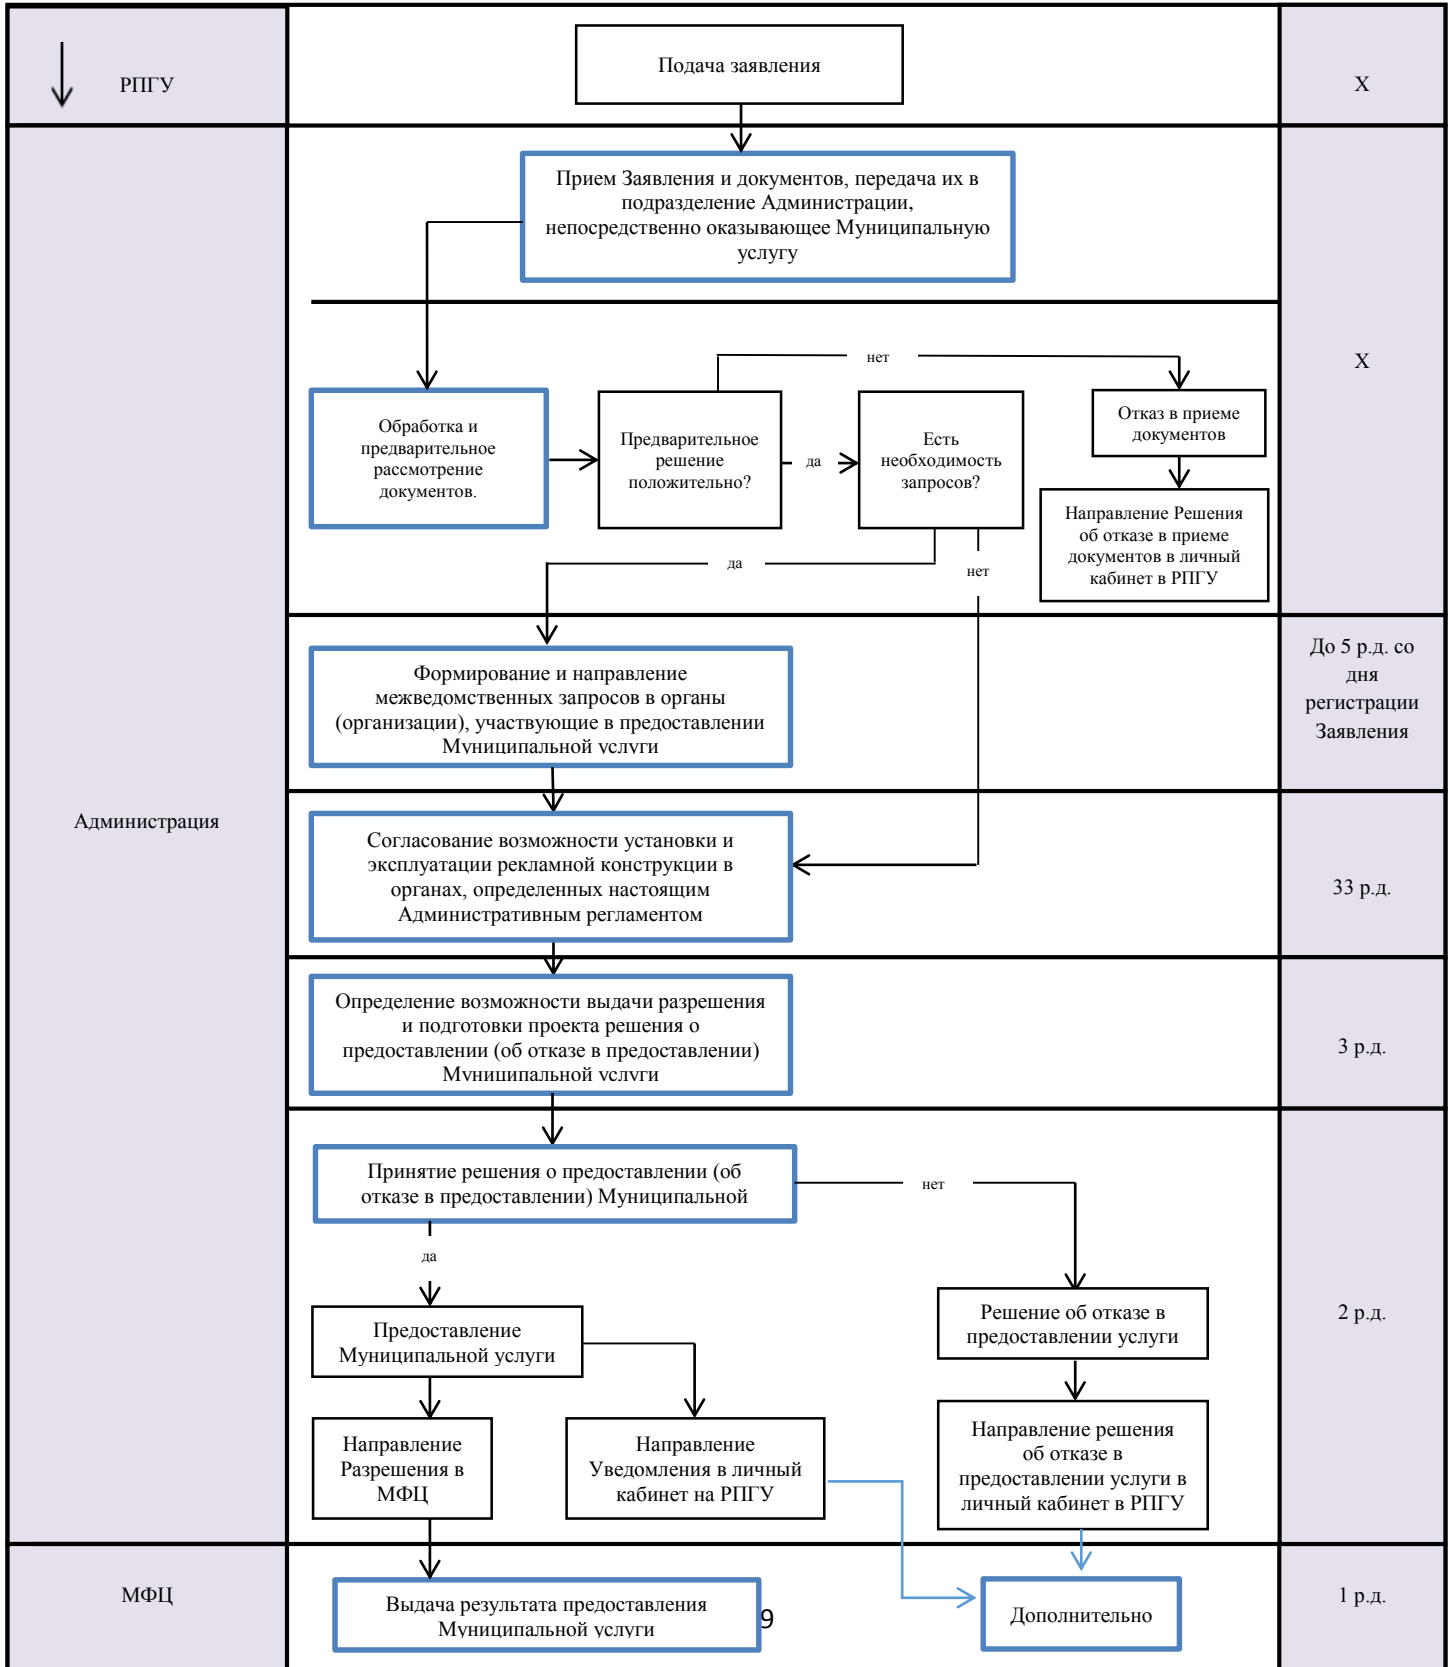 РПГУ
Подача заявления
X
Прием Заявления и документов, передача их в
подразделение Администрации,
непосредственно оказывающее Муниципальную
услугу
X
нет
Обработка и
предварительное
рассмотрение
документов.
Предварительное
решение
положительно?
да
Есть
необходимость
запросов?
Отказ в приеме
документов
Направление Решения
об отказе в приеме
документов в личный
кабинет в РПГУ
да
нет
Формирование и направление
межведомственных запросов в органы
(организации), участвующие в предоставлении
Муниципальной услуги
До 5 р.д. со
дня
регистрации
Заявления
Администрация
Согласование возможности установки и
эксплуатации рекламной конструкции в
органах, определенных настоящим
Административным регламентом
33 р.д.
Определение возможности выдачи разрешения
и подготовки проекта решения о
предоставлении (об отказе в предоставлении)
Муниципальной услуги
3 р.д.
Принятие решения о предоставлении (об
отказе в предоставлении) Муниципальной
нет
да
Предоставление
Муниципальной услуги
Решение об отказе в
предоставлении услуги
2 р.д.
Направление
Разрешения в
МФЦ
Направление
Уведомления в личный
кабинет на РПГУ
Направление решения
об отказе в
предоставлении услуги в
личный кабинет в РПГУ
МФЦ
Выдача результата предоставления
Муниципальной услуги
9
Дополнительно
1 р.д.